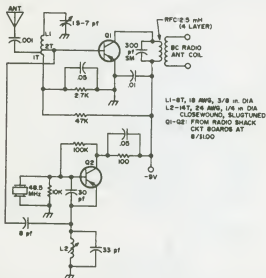 ANT
.001
L1
2T
1T
1.5-7 pf
Q1
300
pf
SM
RFC-2.5 mH
(4 LAYER)
BC RADIO
ANT COIL
.05
.01
2.7K
47K
L1-8T, 18 AWG, 3/8 in DIA
L2-14T, 24 AWG, 1/4 in DIA
CLOSEWOUND, SLUGTUNED
Q1-Q2: FROM RADIO SHACK
CKT BOARDS AT
8/$1.00
.05
100K
100
Q2
-9V
48.5
MHz
10K
30
pf
8 pf
L2
33 pf